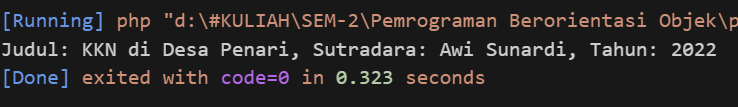 [Running] php "d:\#KULIAH\SEM-2\Pemrograman Berorientasi Objek\p
Judul: KKN di Desa Penari, Sutradara: Awi Sunardi, Tahun: 2022
[Done] exited with code=0 in 0.323 seconds